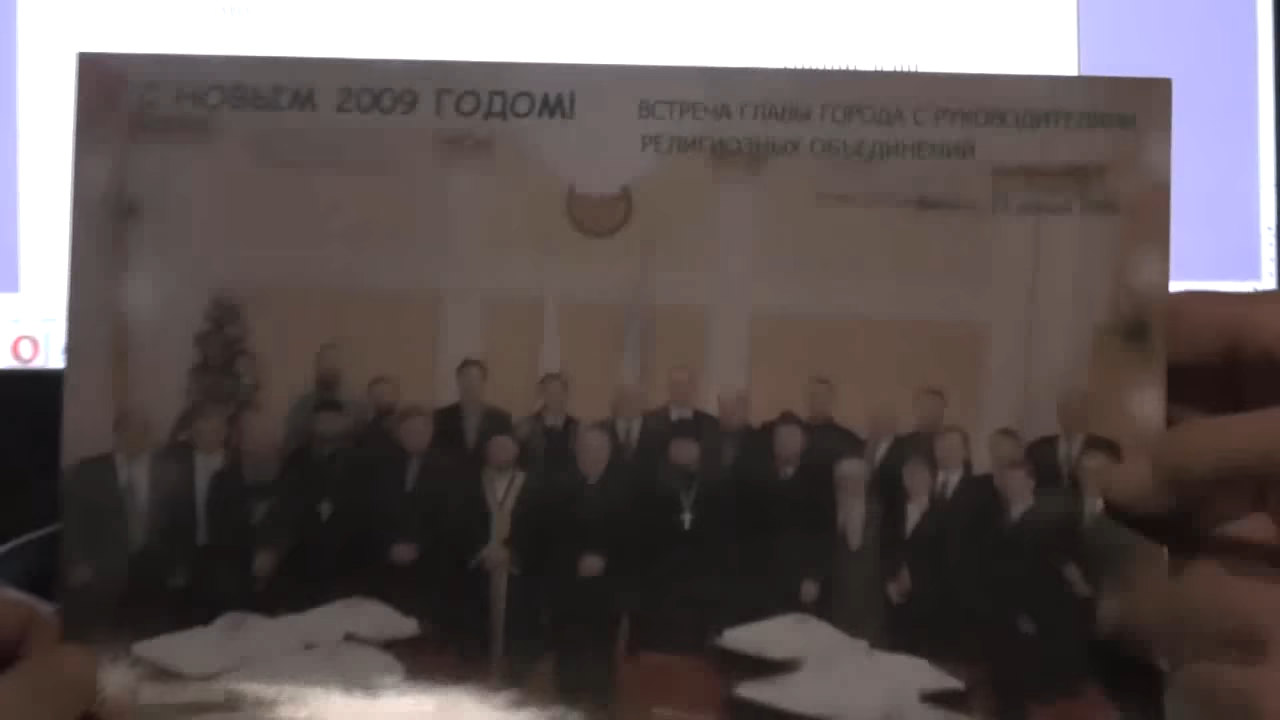 С НОВЫМ 2009 ГОДОМ!
ВСТРЕЧА ГЛАВЫ ГОРОДА С РУКОВОДИТЕЛЯМИ
РЕЛИГИОЗНЫХ ОБЪЕДИНЕНИЙ